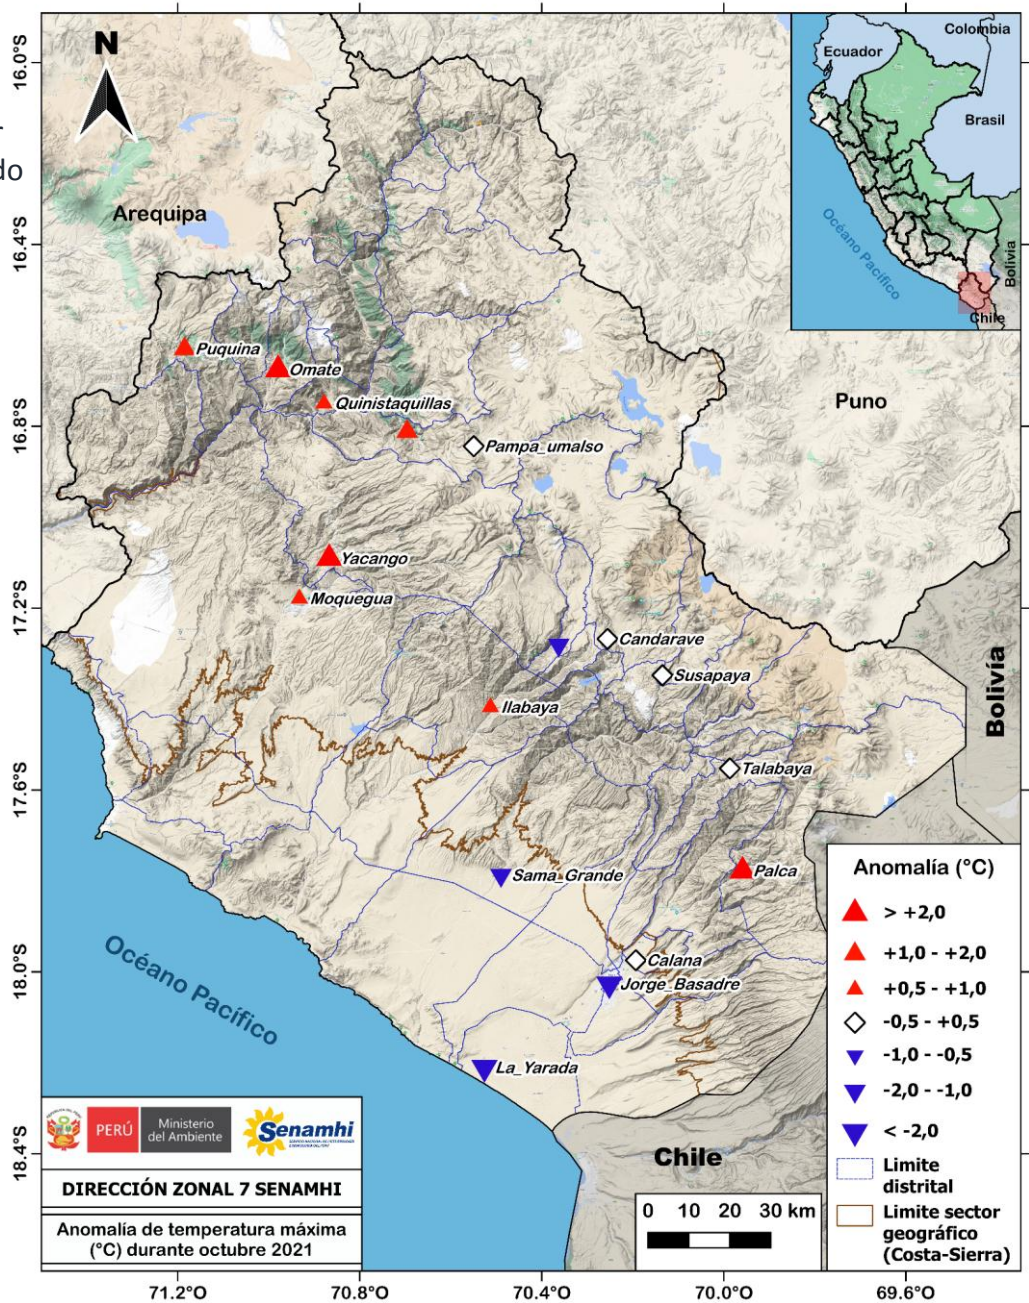 N
16.0°S
16.4°S
16.8°S
17.2°S
17.6°S
18.0°S
18.4°S
do
Arequipa
Colombia
Ecuador
Brasil
Océano Pacífico
Bolivia
Chile
Puquina
Omate
Quinistaquillas
Pampa_umalso
Puno
Yacango
Moquegua
Candarave
Susapaya
Ilabaya
Bolivía
Talabaya
Sama_Grande
Palca
Calana
Jorge_Basadre
Océano Pacífico
La_Yarada
Chile
Anomalía (°C)
> +2,0
+1,0 - +2,0
+0,5 - +1,0
-0,5 - +0,5
-1,0 - -0,5
-2,0 - -1,0
< -2,0
Limite
distrital
Limite sector
geográfico
(Costa-Sierra)
PERÚ
Ministerio
del Ambiente
Senamhi
DIRECCIÓN ZONAL 7 SENAMHI
Anomalía de temperatura máxima
(°C) durante octubre 2021
0 10 20 30 km
71.2°O
70.8°O
70.4°O
70.0°O
69.6°O